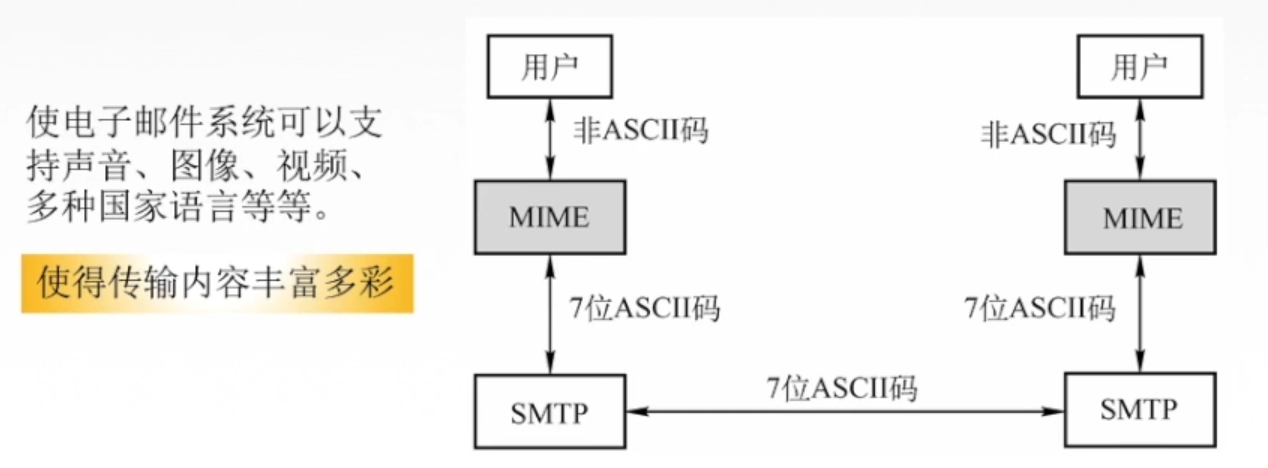 使电子邮件系统可以支
持声音、图像、视频、
多种国家语言等等。
使得传输内容丰富多彩
用户
用户
非ASCII码
非ASCII码
MIME
MIME
7位ASCII码
7位ASCII码
7位ASCII码
SMTP
SMTP